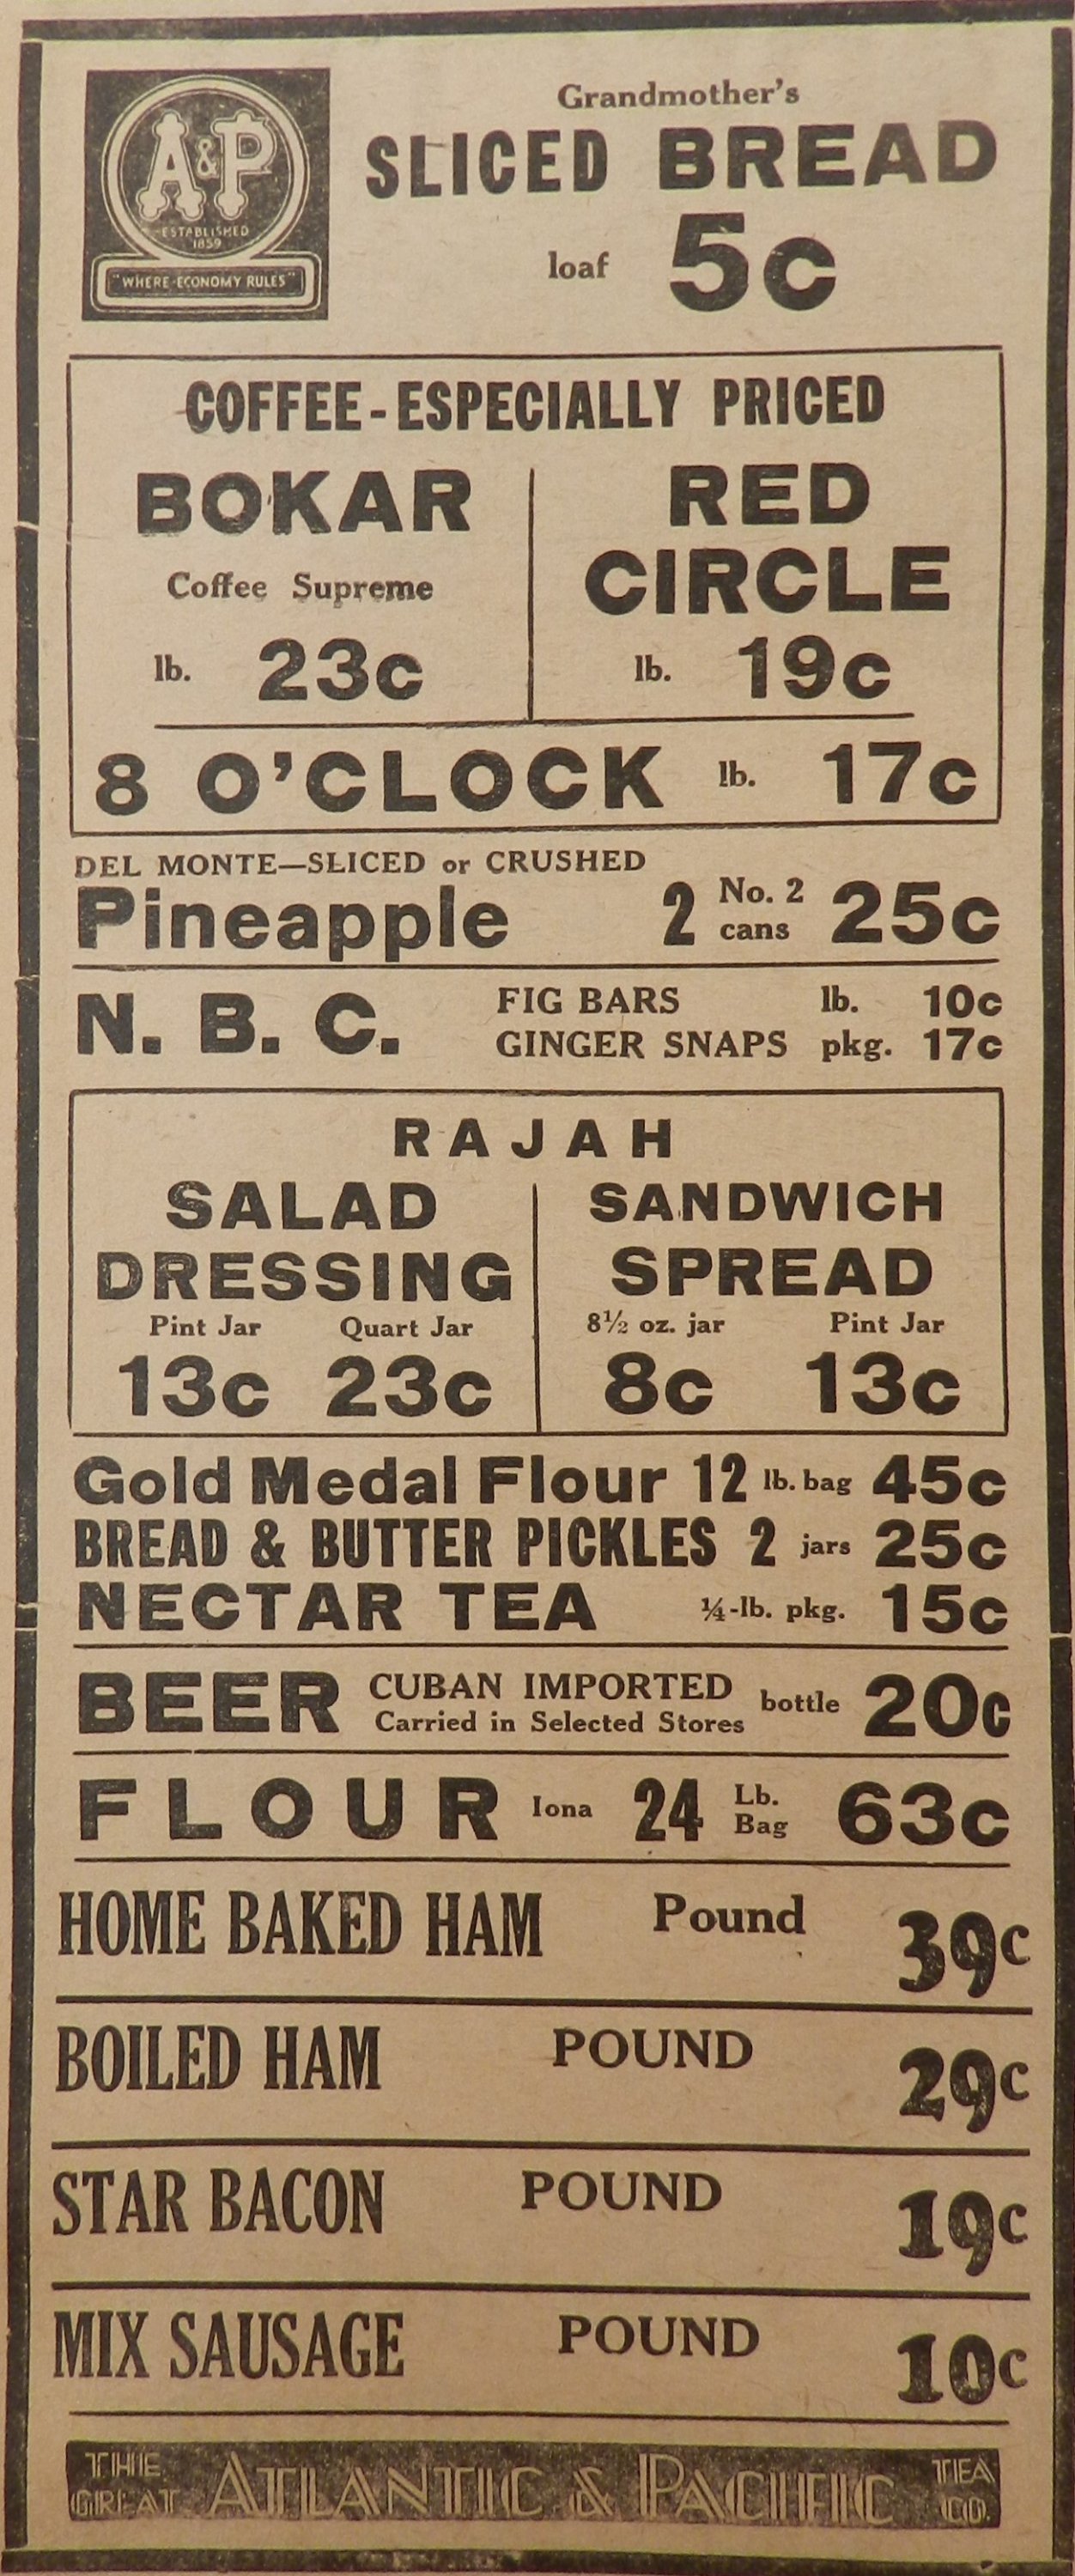 A&P
ESTABLISHED
1859
"WHERE ECONOMY RULES"
Grandmother's
SLICED BREAD
loaf 5c
COFFEE-ESPECIALLY PRICED
BOKAR
Coffee Supreme
lb. 23c
RED
CIRCLE
lb. 19c
8 O'CLOCK lb. 17c
DEL MONTE—SLICED or CRUSHED
Pineapple 2 No. 2 cans 25c
N. B. C.
FIG BARS lb. 10c
GINGER SNAPS pkg. 17c
RAJAH
SALAD
DRESSING
Pint Jar Quart Jar
13c 23c
SANDWICH
SPREAD
8½ oz. jar Pint Jar
8c 13c
Gold Medal Flour 12 lb. bag 45c
BREAD & BUTTER PICKLES 2 jars 25c
NECTAR TEA ¼-lb. pkg. 15c
BEER CUBAN IMPORTED bottle 20c
Carried in Selected Stores
FLOUR Iona 24 Lb. Bag 63c
HOME BAKED HAM Pound 39c
BOILED HAM POUND 29c
STAR BACON POUND 19c
MIX SAUSAGE POUND 10c
THE GREAT ATLANTIC & PACIFIC TEA CO.